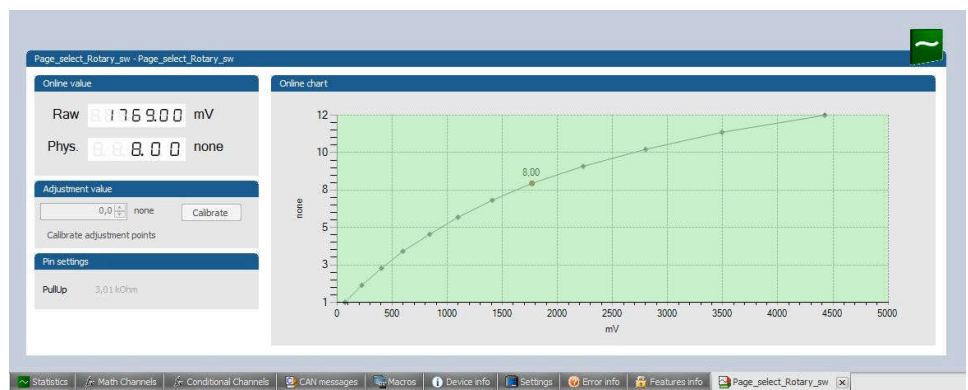 Page_select_Rotary_sw - Page_select_Rotary_sw
Online value
Raw 1769.00 mV
Phys. 8.00 none
Adjustment value
0,0 none Calibrate
Calibrate adjustment points
Pin settings
PullUp 3,01 kOhm
Online chart
12
10
8
5
3
1
none
8,00
0 500 1000 1500 2000 2500 3000 3500 4000 4500 5000
mV
Statistics Math Channels Conditional Channels CAN messages Macros Device info Settings Error info Features info Page_select_Rotary_sw x